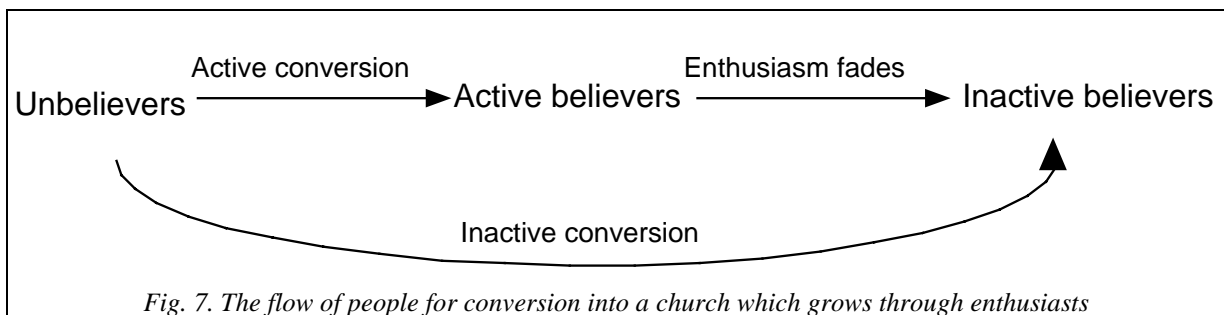 Active conversion
Enthusiasm fades
Unbelievers
Active believers
Inactive believers
Inactive conversion
Fig. 7. The flow of people for conversion into a church which grows through enthusiasts